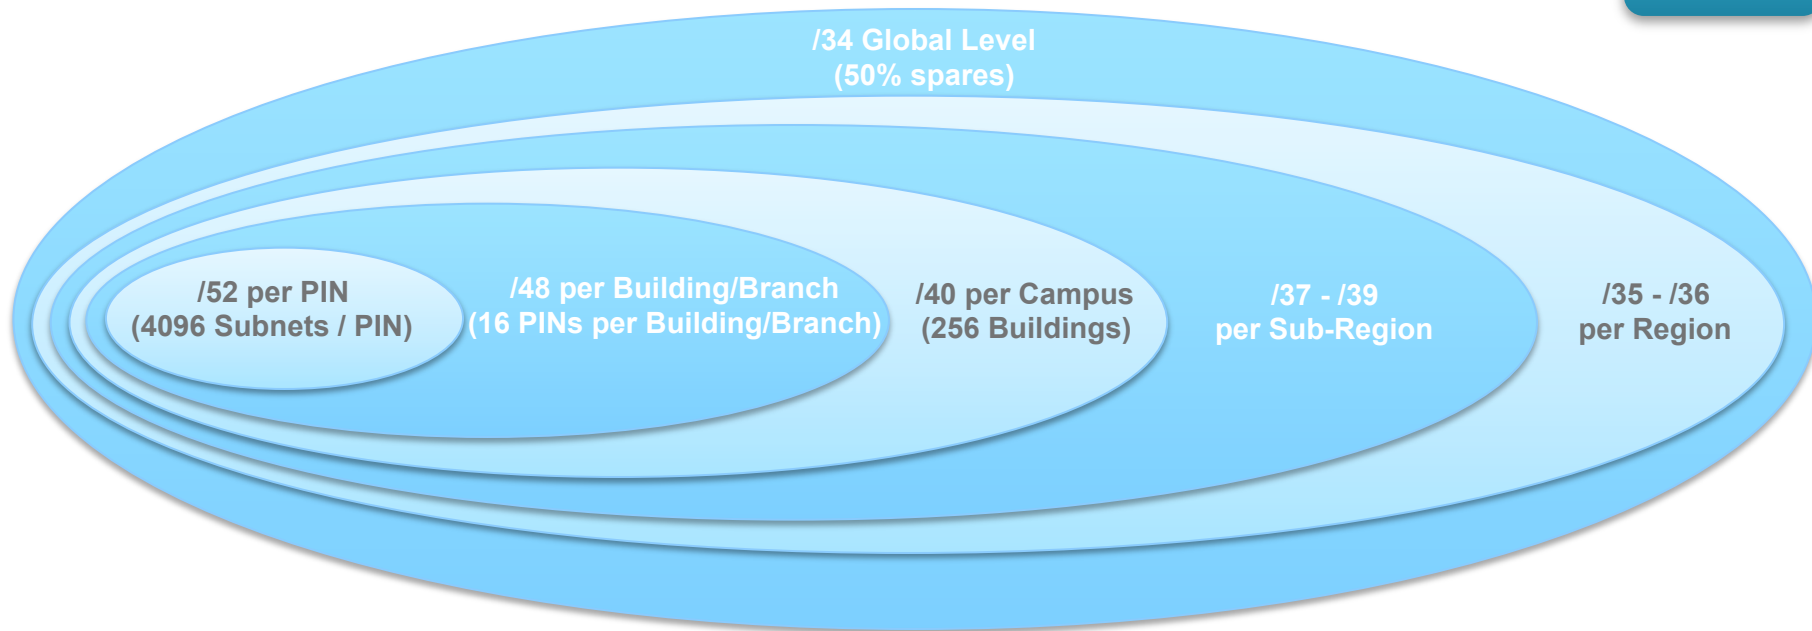 /34 Global Level
(50% spares)
/52 per PIN
(4096 Subnets / PIN)
/48 per Building/Branch
(16 PINs per Building/Branch)
/40 per Campus
(256 Buildings)
/37 - /39
per Sub-Region
/35 - /36
per Region